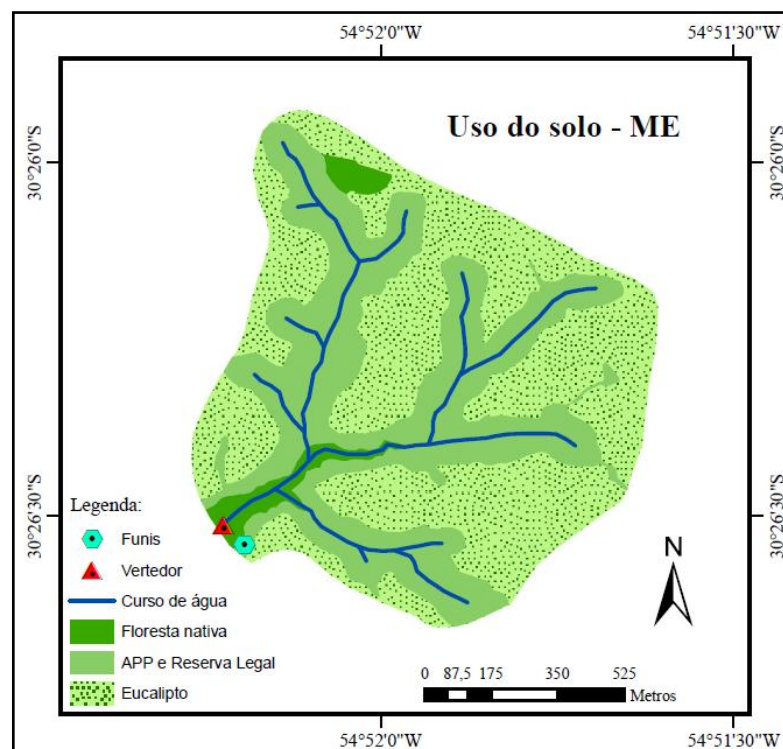 54°52'0"W
54°51'30"W
Uso do solo - ME
30°26'0"S
30°26'0"S
30°26'30"S
30°26'30"S
Legenda:
Funis
Vertedor
Curso de água
Floresta nativa
APP e Reserva Legal
Eucalipto
N
0 87,5 175 350 525
Metros
54°52'0"W
54°51'30"W